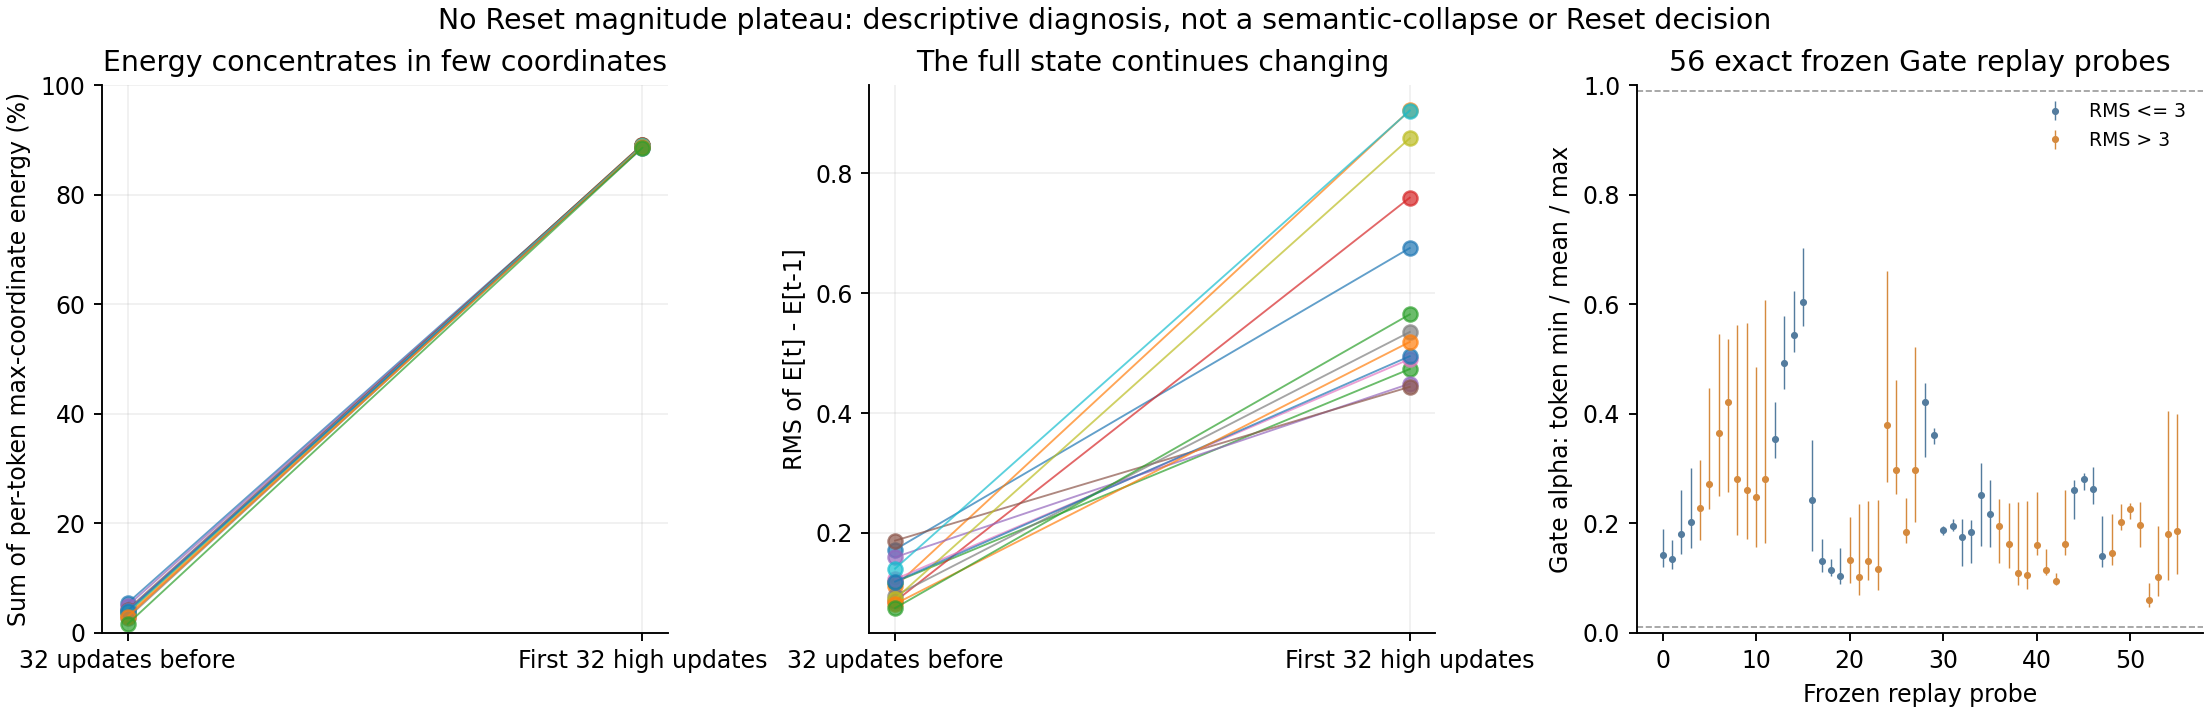 No Reset magnitude plateau: descriptive diagnosis, not a semantic-collapse or Reset decision
Energy concentrates in few coordinates
Sum of per-token max-coordinate energy (%)
100
80
60
40
20
0
32 updates before
First 32 high updates
The full state continues changing
RMS of E[t] - E[t-1]
0.8
0.6
0.4
0.2
32 updates before
First 32 high updates
56 exact frozen Gate replay probes
Gate alpha: token min / mean / max
1.0
0.8
0.6
0.4
0.2
0.0
RMS <= 3
RMS > 3
0
10
20
30
40
50
Frozen replay probe